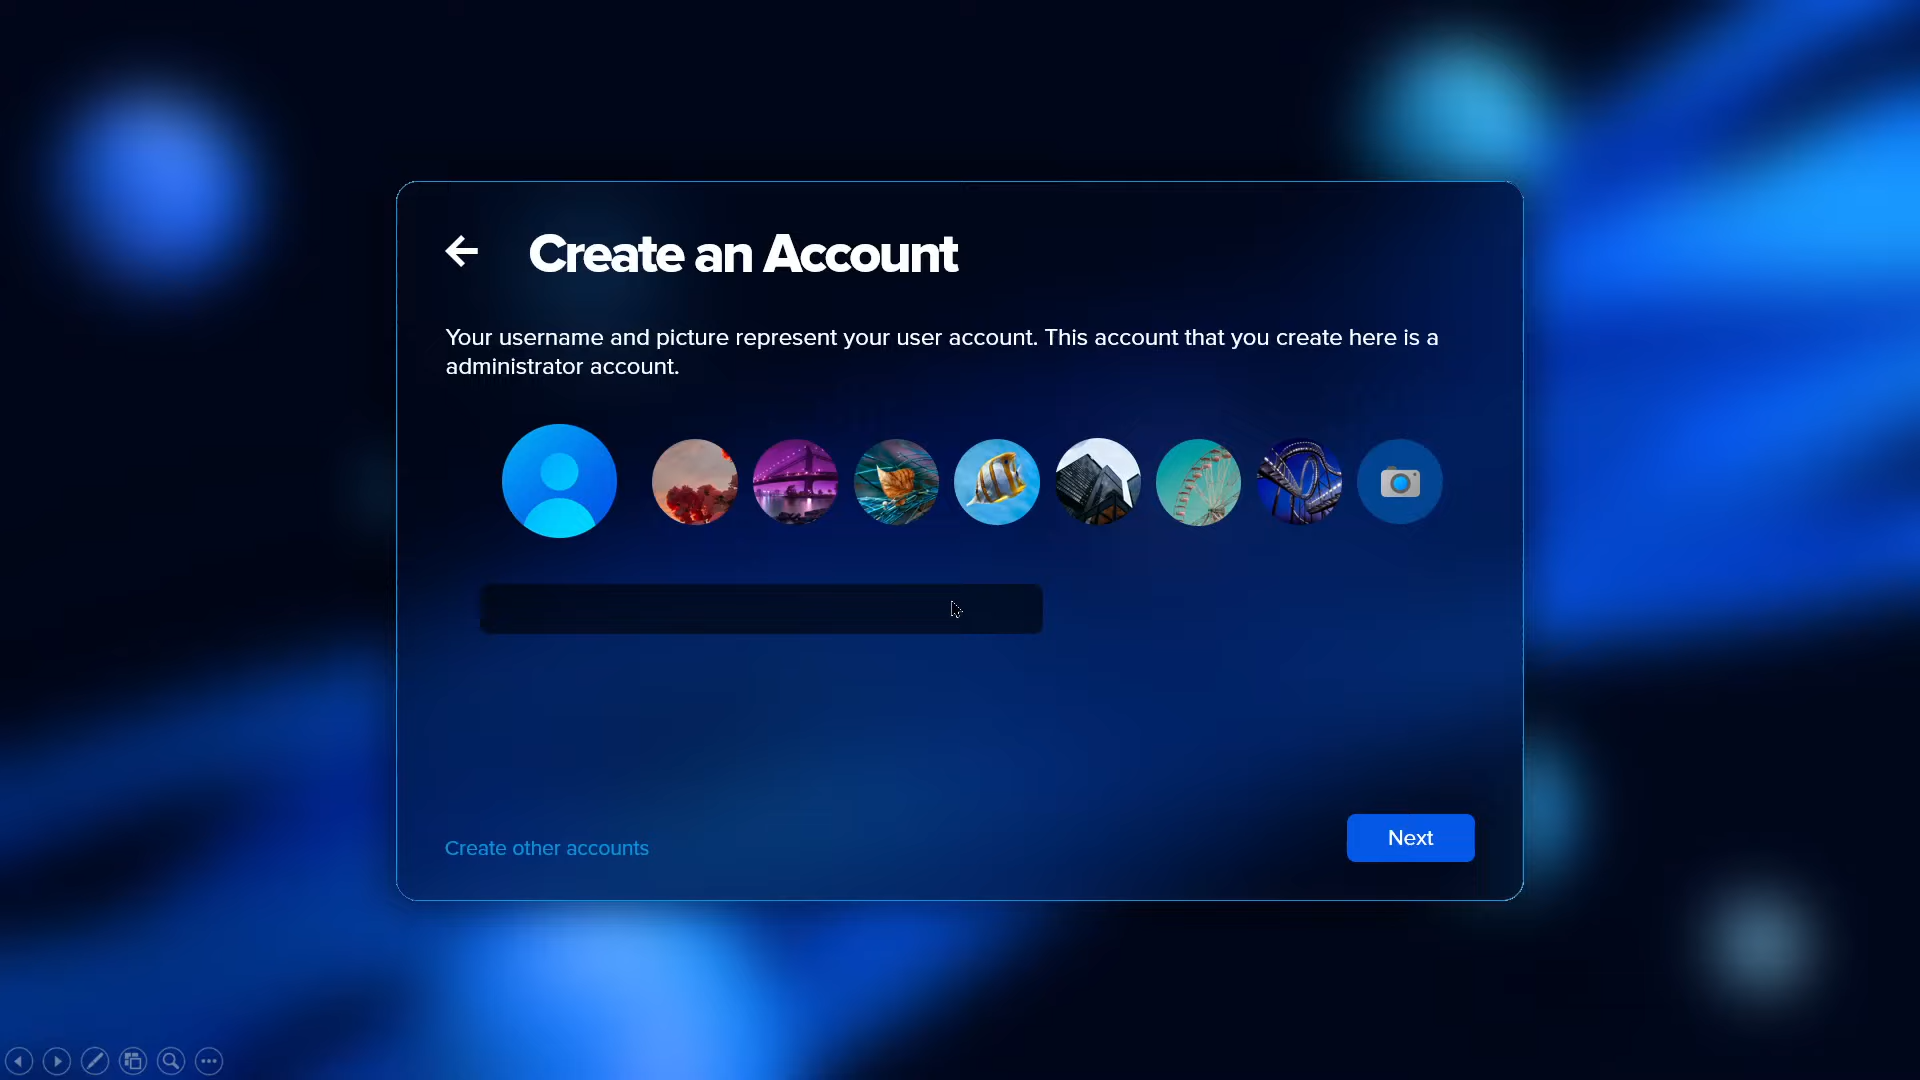 Create an Account
Your username and picture represent your user account. This account that you create here is a
administrator account.
Create other accounts
Next